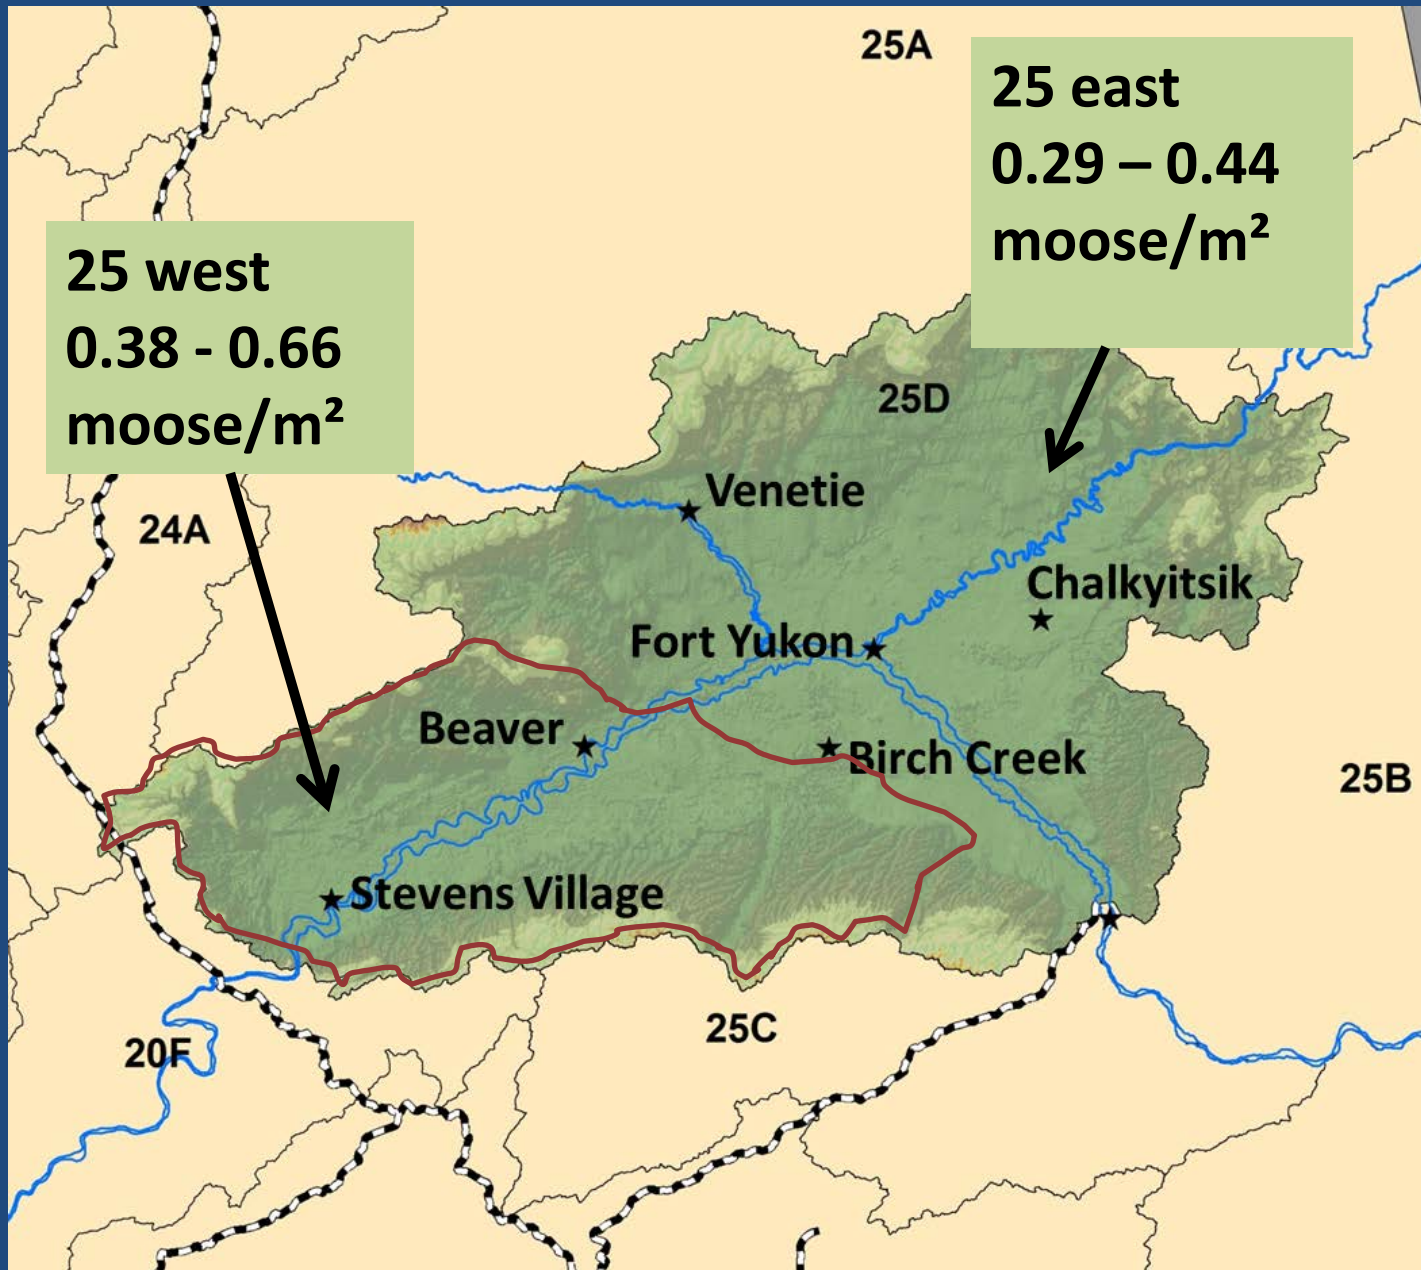 25A
25 east
0.29 – 0.44
moose/m²
25 west
0.38 - 0.66
moose/m²
25D
Venetie
24A
Chalkyitsik
Fort Yukon
Beaver
Birch Creek
25B
Stevens Village
25C
20F